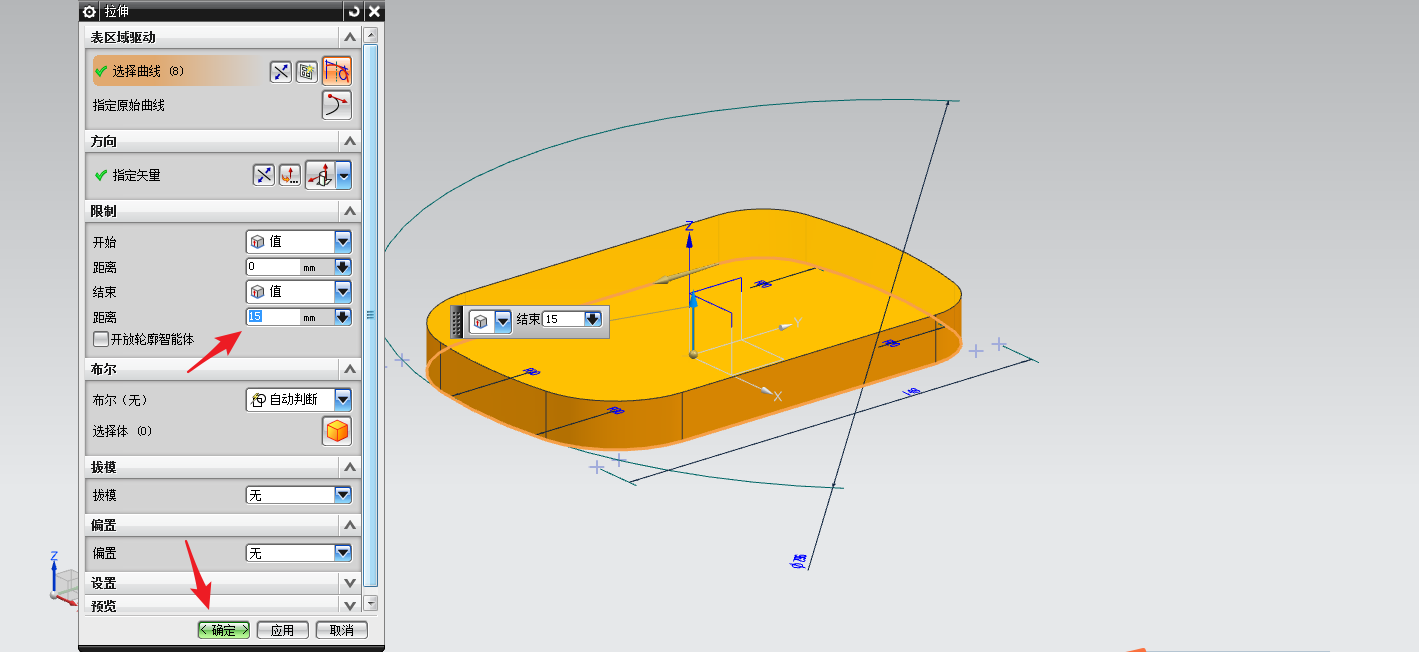 拉伸
表区域驱动
选择曲线 (8)
指定原始曲线
方向
指定矢量
限制
开始 值
距离 0 mm
结束 值
距离 15 mm
开放轮廓智能体
布尔
布尔 (无) 自动判断
选择体 (0)
拔模
拔模 无
偏置
偏置 无
设置
预览
<确定> 应用 取消
Z
结束 15
Y
X
Z